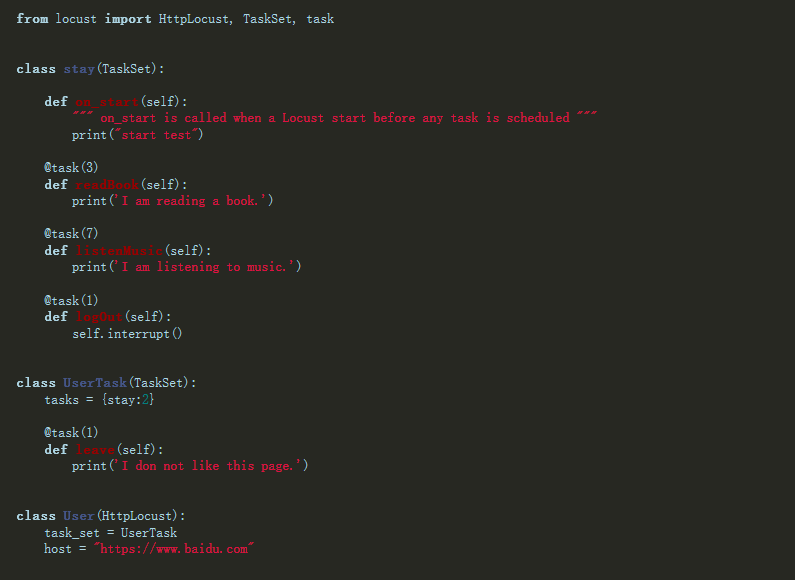 from locust import HttpLocust, TaskSet, task
class stay(TaskSet):
def on_start(self):
""" on_start is called when a Locust start before any task is scheduled """
print("start test")
@task(3)
def readBook(self):
print('I am reading a book.')
@task(7)
def listenMusic(self):
print('I am listening to music.')
@task(1)
def logOut(self):
self.interrupt()
class UserTask(TaskSet):
tasks = {stay:2}
@task(1)
def leave(self):
print('I don not like this page.')
class User(HttpLocust):
task_set = UserTask
host = "https://www.baidu.com"